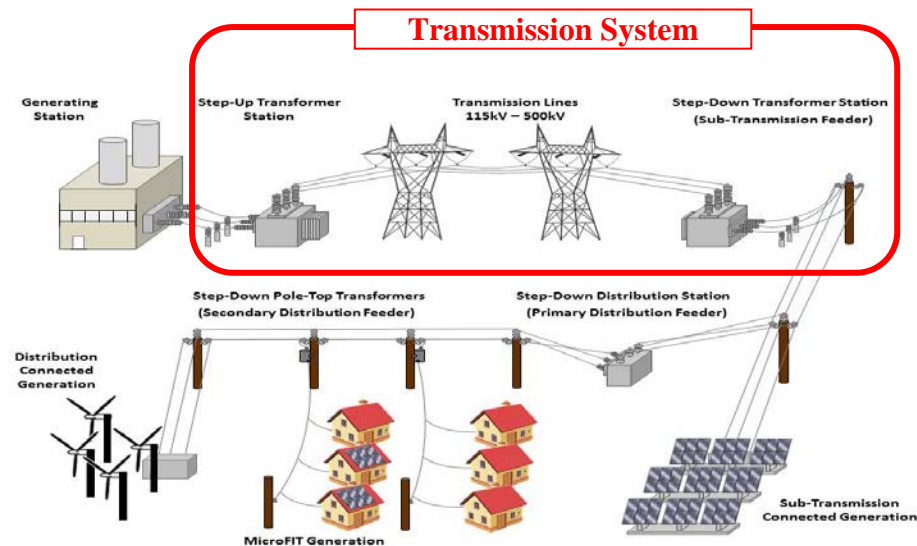 Transmission System
Generating
Station
Step-Up Transformer
Station
Transmission Lines
115kV – 500kV
Step-Down Transformer Station
(Sub-Transmission Feeder)
Step-Down Pole-Top Transformers
(Secondary Distribution Feeder)
Step-Down Distribution Station
(Primary Distribution Feeder)
Distribution
Connected
Generation
MicroFIT Generation
Sub-Transmission
Connected Generation